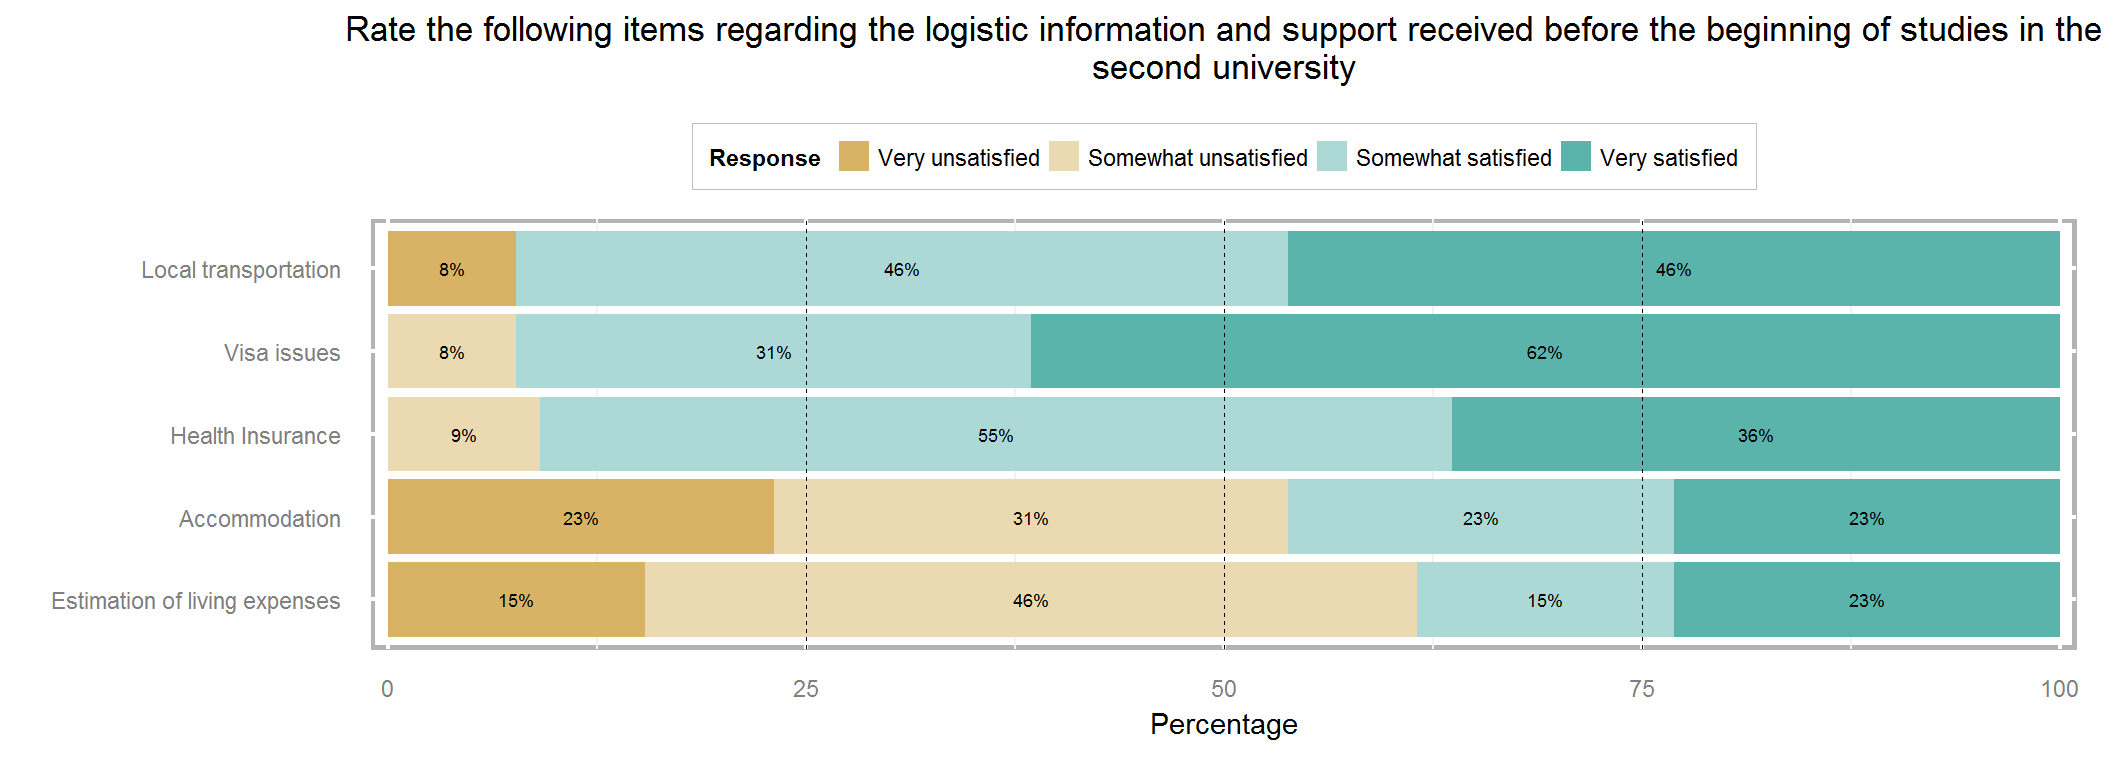 Rate the following items regarding the logistic information and support received before the beginning of studies in the
second university
Response Very unsatisfied Somewhat unsatisfied Somewhat satisfied Very satisfied
Local transportation 8% 46% 46%
Visa issues 8% 31% 62%
Health Insurance 9% 55% 36%
Accommodation 23% 31% 23% 23%
Estimation of living expenses 15% 46% 15% 23%
0 25 50 75 100
Percentage